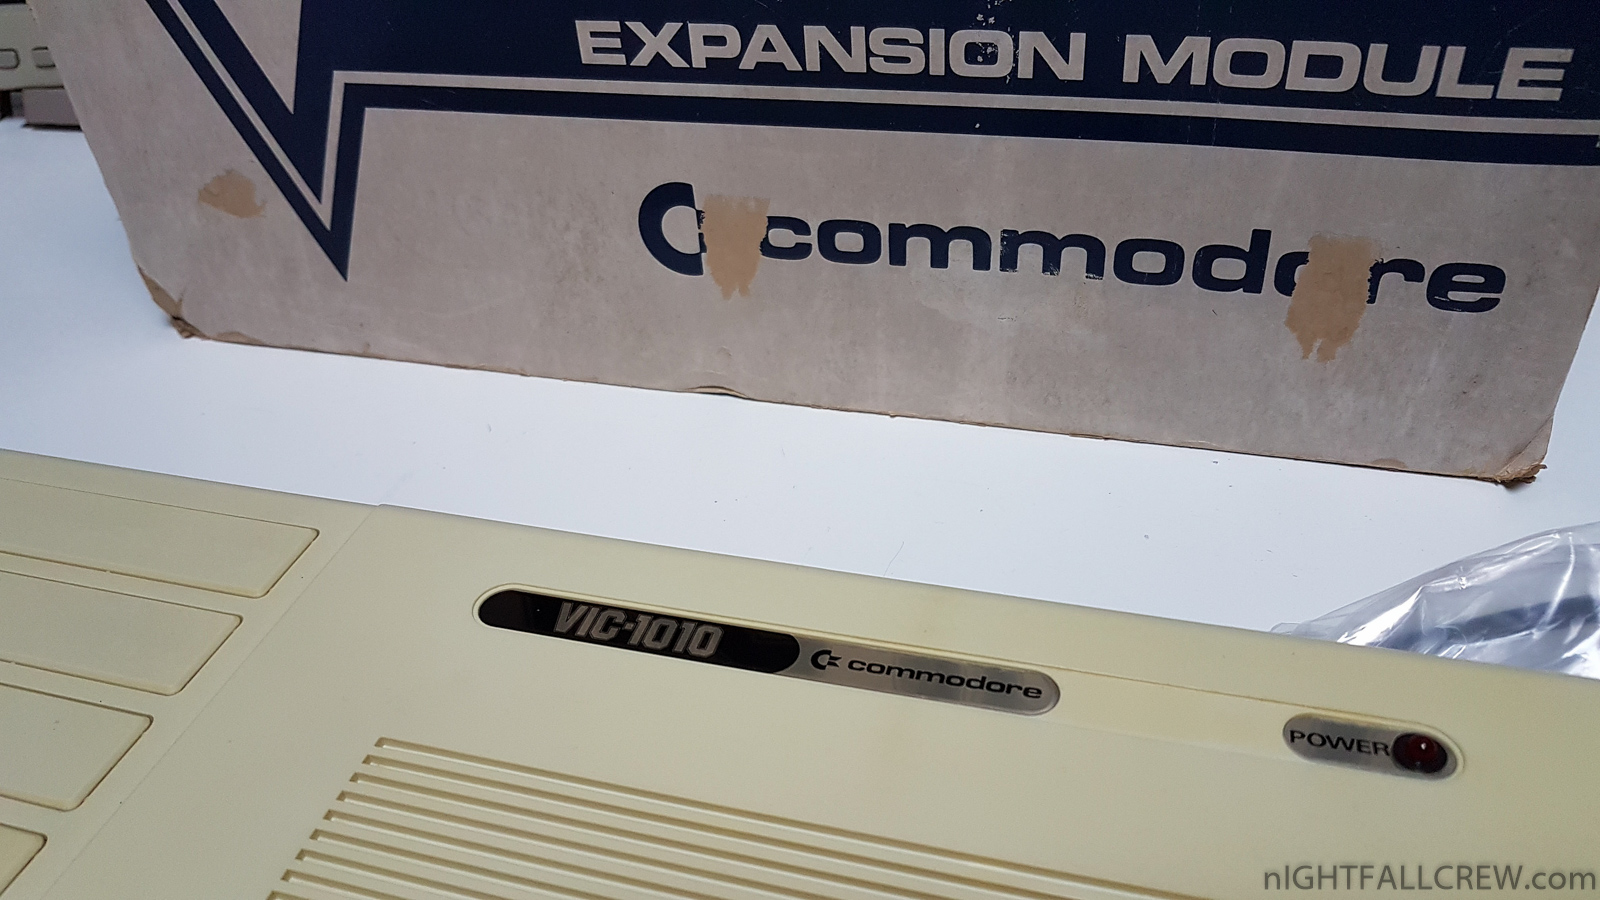 EXPANSION MODULE
commodore
VIC-1010 commodore
POWER
nIGHTFALLCREW.com